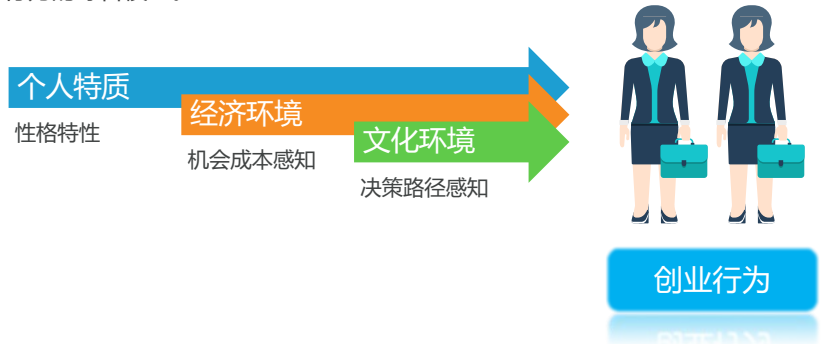 个人特质
性格特性
经济环境
机会成本感知
文化环境
决策路径感知
创业行为